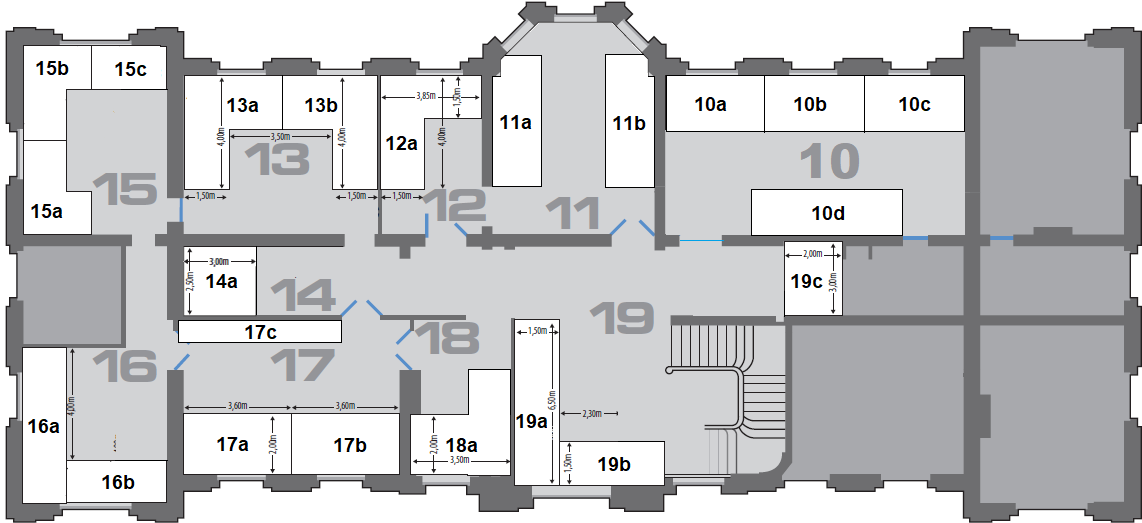 15b
15c
13a
13b
3,85m
1,50m
4,00m
4,00m
4,00m
3,50m
12a
11a
11b
10a
10b
10c
13
10
15
15a
1,50m
1,50m
1,50m
12
11
10d
3,00m
2,50m
14a
14
2,00m
19c
3,00m
17c
1,50m
18
19
16
17
16a
4,00m
3,60m
3,60m
6,50m
19a
2,30m
17a
2,00m
17b
2,00m
18a
3,50m
1,50m
19b
16b